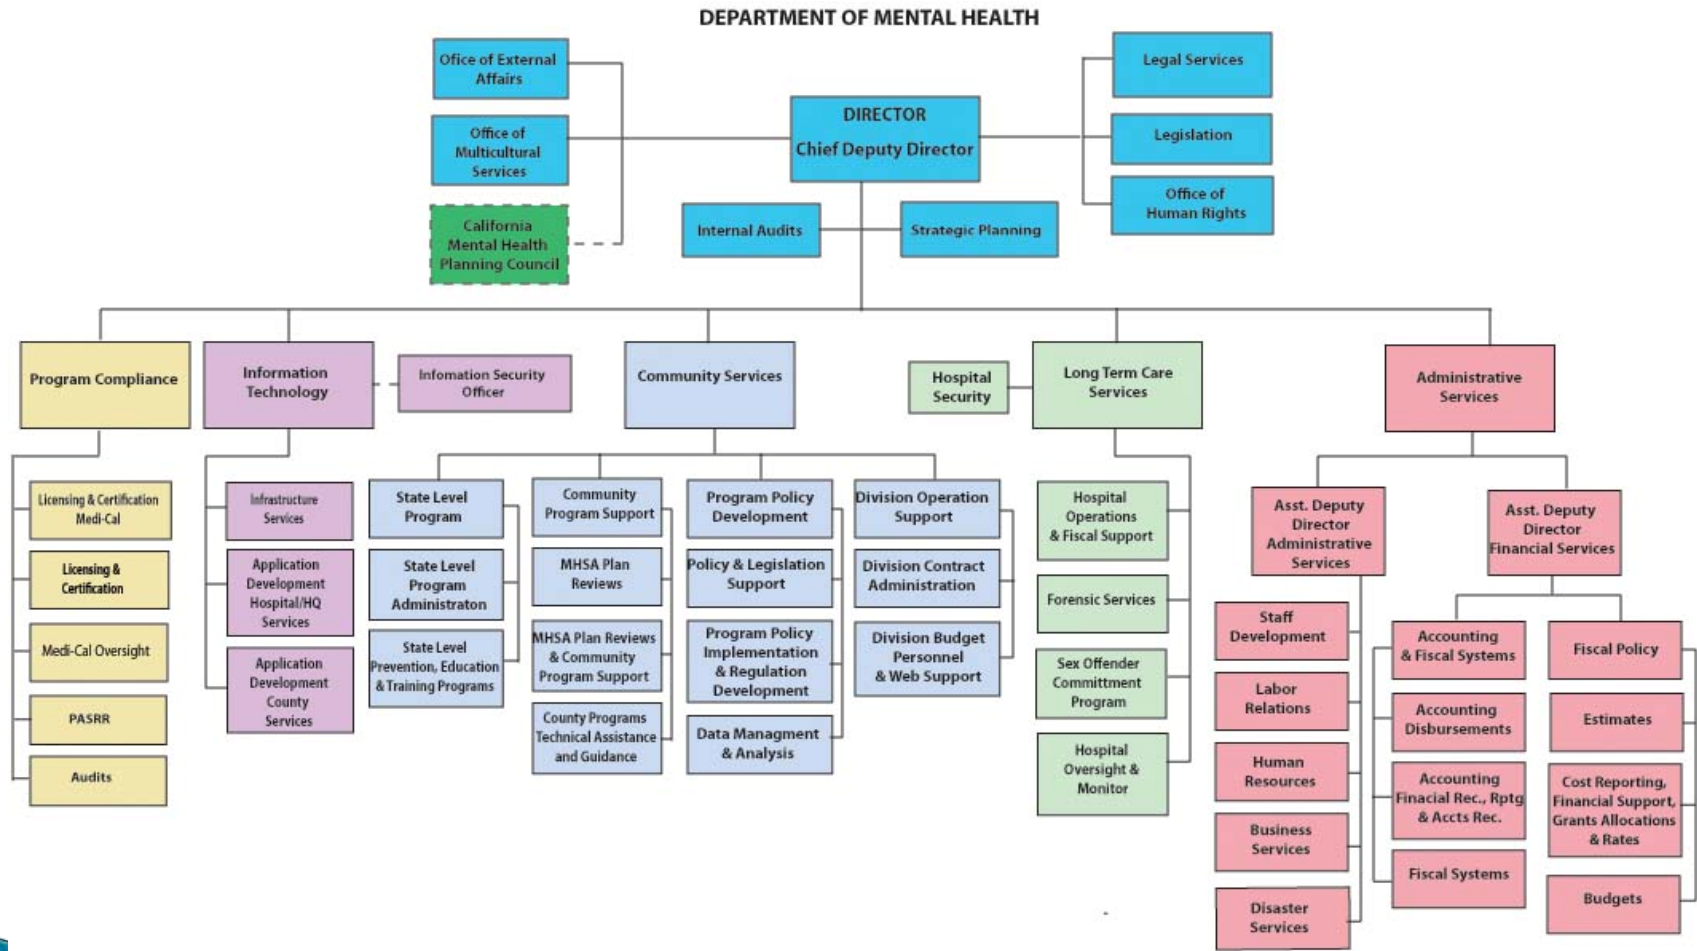 DEPARTMENT OF MENTAL HEALTH
Ofice of External
Affairs
Office of
Multicultural
Services
California
Mental Health
Planning Council
DIRECTOR
Chief Deputy Director
Internal Audits
Strategic Planning
Legal Services
Legislation
Office of
Human Rights
Program Compliance
Information
Technology
Infomation Security
Officer
Community Services
Hospital
Security
Long Term Care
Services
Administrative
Services
Licensing & Certification
Medi-Cal
Licensing &
Certification
Medi-Cal Oversight
PASRR
Audits
Infrastructure
Services
Application
Development
Hospital/HQ
Services
Application
Development
County
Services
State Level
Program
State Level
Program
Administraton
State Level
Prevention, Education
& Training Programs
Community
Program Support
MHSA Plan
Reviews
MHSA Plan Reviews
& Community
Program Support
County Programs
Technical Assistance
and Guidance
Program Policy
Development
Policy & Legislation
Support
Program Policy
Implementation
& Regulation
Development
Data Managment
& Analysis
Division Operation
Support
Division Contract
Administration
Division Budget
Personnel
& Web Support
Hospital
Operations
& Fiscal Support
Forensic Services
Sex Offender
Committment
Program
Hospital
Oversight &
Monitor
Asst. Deputy
Director
Administrative
Services
Staff
Development
Labor
Relations
Human
Resources
Business
Services
Disaster
Services
Asst. Deputy
Director
Financial Services
Accounting
& Fiscal Systems
Accounting
Disbursements
Accounting
Finacial Rec., Rptg
& Accts Rec.
Fiscal Systems
Fiscal Policy
Estimates
Cost Reporting,
Financial Support,
Grants Allocations
& Rates
Budgets